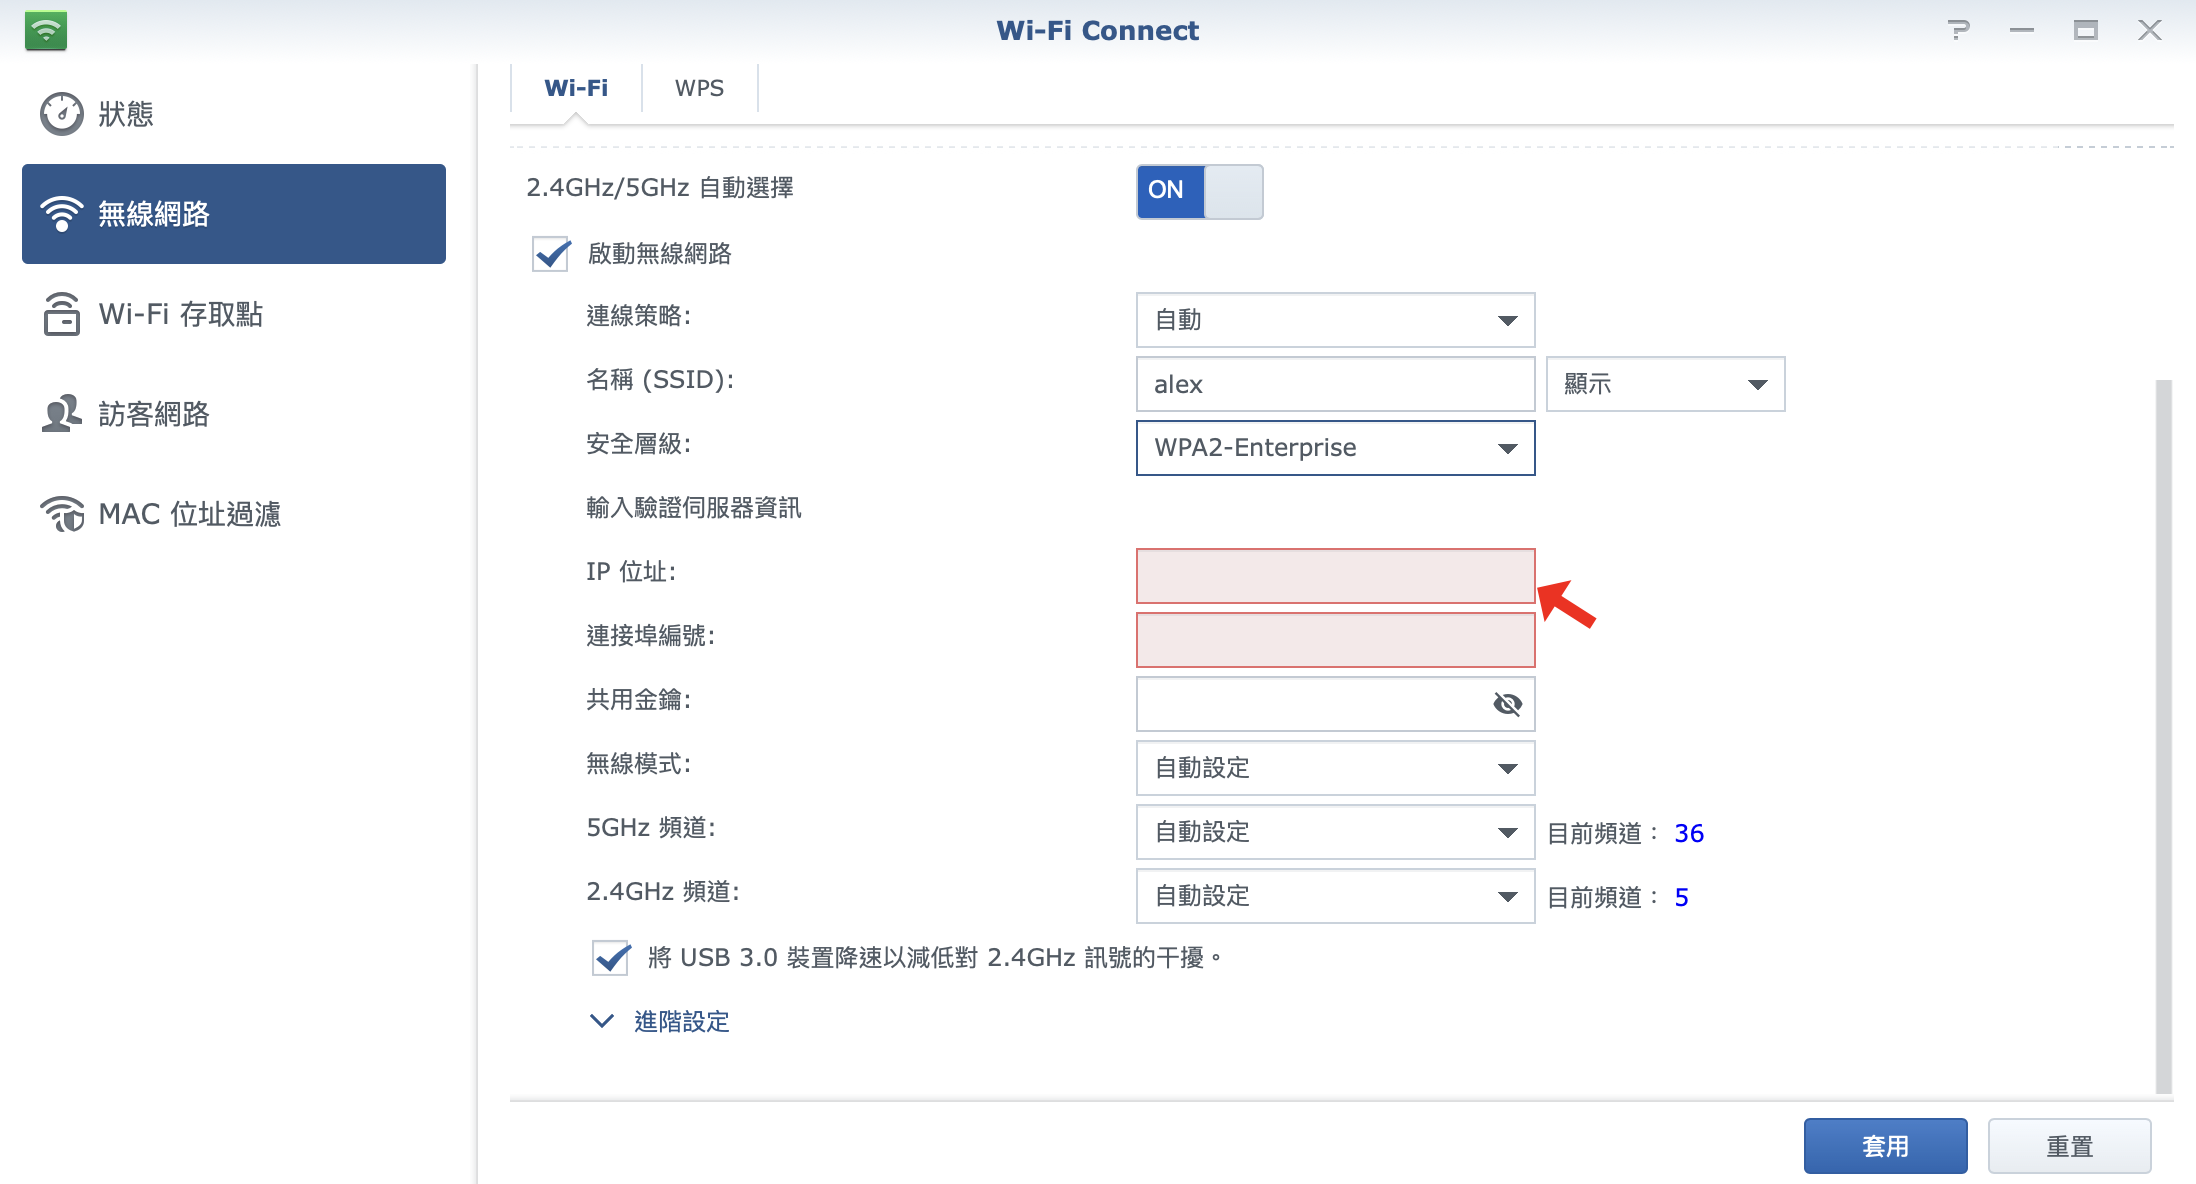 Wi-Fi Connect
狀態
無線網路
Wi-Fi 存取點
訪客網路
MAC 位址過濾
Wi-Fi
WPS
2.4GHz/5GHz 自動選擇
ON
啟動無線網路
連線策略:
自動
名稱 (SSID):
alex
顯示
安全層級:
WPA2-Enterprise
輸入驗證伺服器資訊
IP 位址:
連接埠編號:
共用金鑰:
無線模式:
自動設定
5GHz 頻道:
自動設定
目前頻道： 36
2.4GHz 頻道:
自動設定
目前頻道： 5
將 USB 3.0 裝置降速以減低對 2.4GHz 訊號的干擾。
進階設定
套用
重置